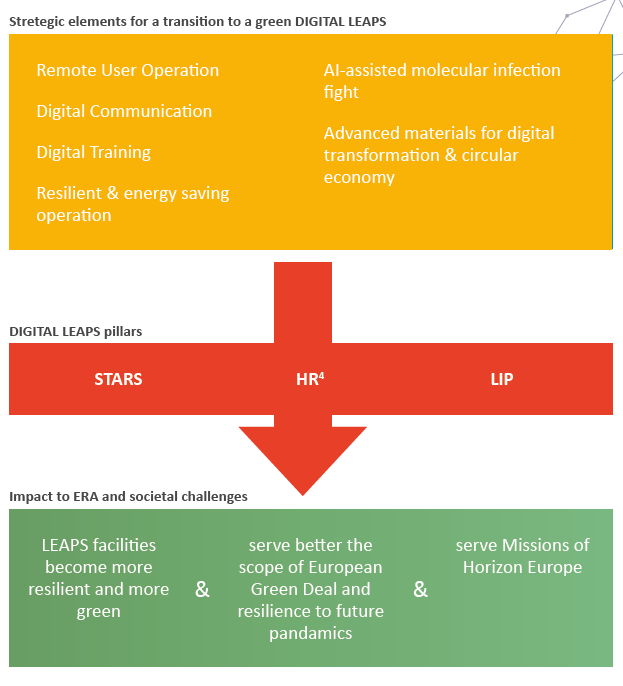 Stretegic elements for a transition to a green DIGITAL LEAPS
Remote User Operation
Digital Communication
Digital Training
Resilient & energy saving
operation
AI-assisted molecular infection
fight
Advanced materials for digital
transformation & circular
economy
DIGITAL LEAPS pillars
STARS
HR⁴
LIP
Impact to ERA and societal challenges
LEAPS facilities
become more
resilient and more
green
&
serve better the
scope of European
Green Deal and
resilience to future
pandamics
&
serve Missions of
Horizon Europe